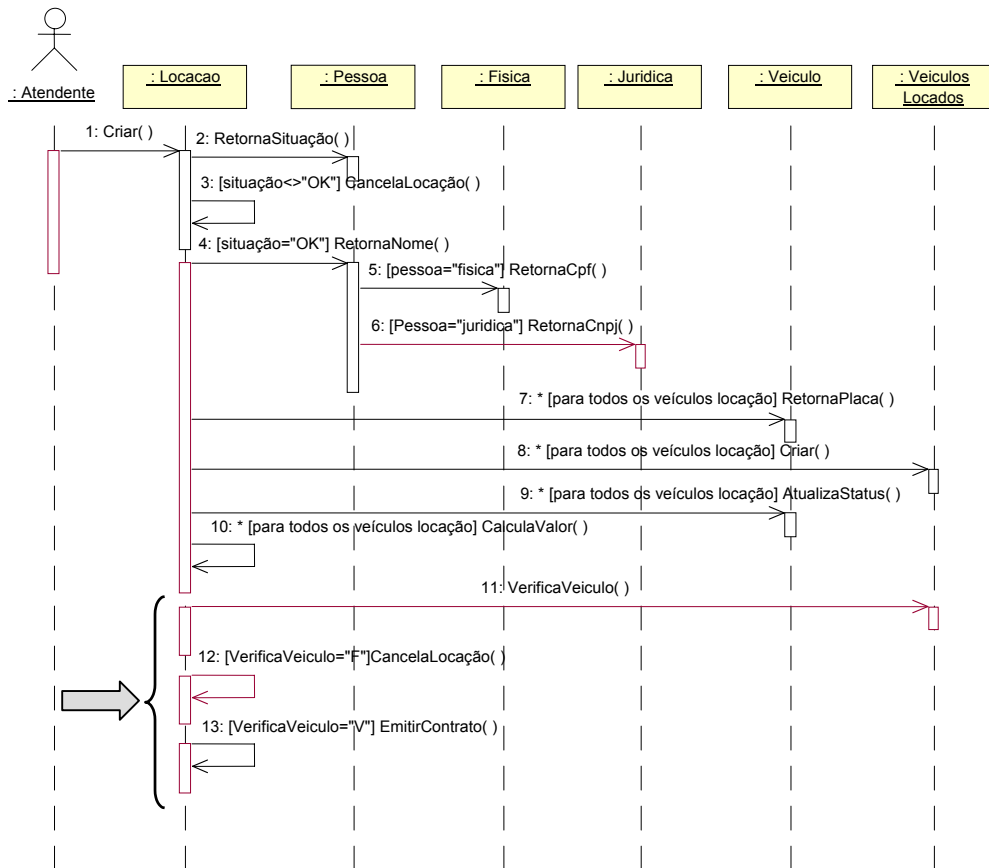 : Atendente
: Locacao
: Pessoa
: Fisica
: Juridica
: Veiculo
: Veiculos
Locados
1: Criar( )
2: RetornaSituação( )
3: [situação<>"OK"] CancelaLocação( )
4: [situação="OK"] RetornaNome( )
5: [pessoa="fisica"] RetornaCpf( )
6: [Pessoa="juridica"] RetornaCnpj( )
7: * [para todos os veículos locação] RetornaPlaca( )
8: * [para todos os veículos locação] Criar( )
9: * [para todos os veículos locação] AtualizaStatus( )
10: * [para todos os veículos locação] CalculaValor( )
11: VerificaVeiculo( )
12: [VerificaVeiculo="F"]CancelaLocação( )
13: [VerificaVeiculo="V"] EmitirContrato( )